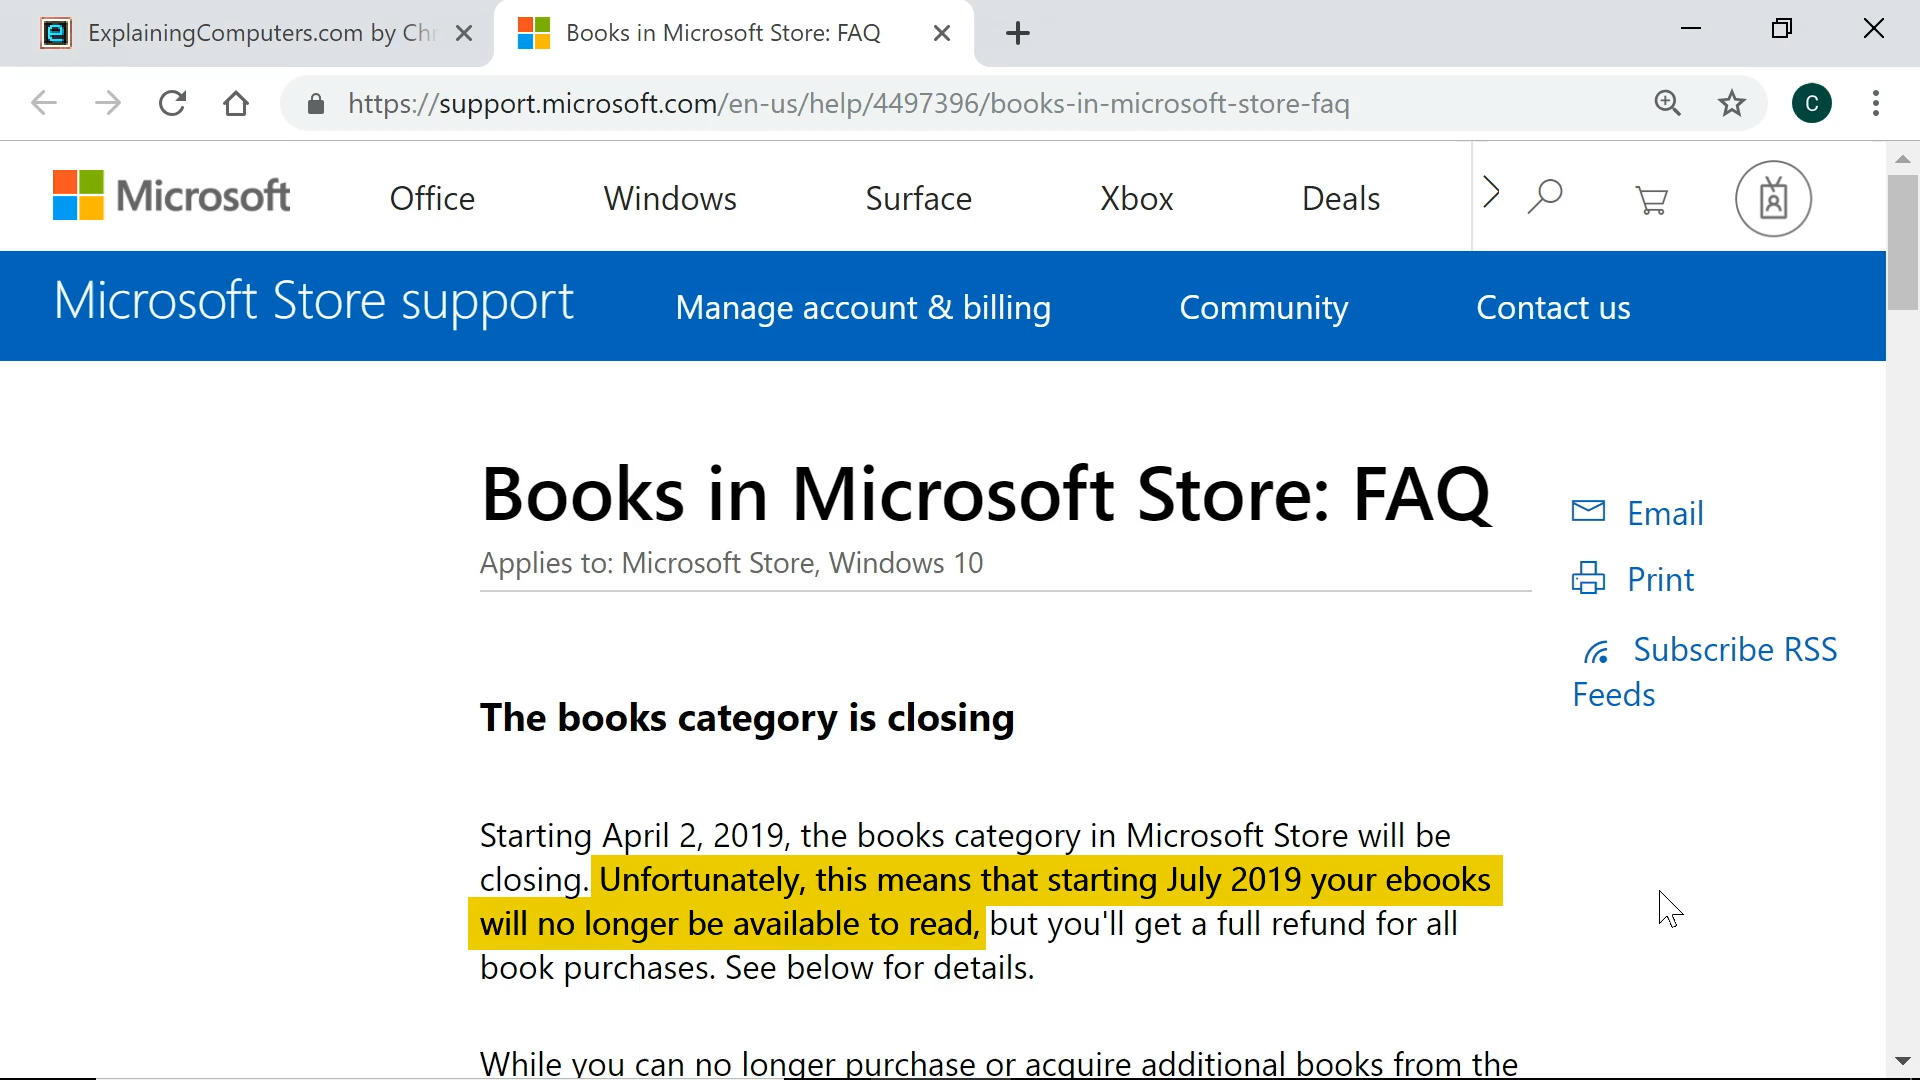 ExplainingComputers.com by Ch
Books in Microsoft Store: FAQ
https://support.microsoft.com/en-us/help/4497396/books-in-microsoft-store-faq
C
Microsoft
Office
Windows
Surface
Xbox
Deals
Microsoft Store support
Manage account & billing
Community
Contact us
Books in Microsoft Store: FAQ
Applies to: Microsoft Store, Windows 10
Email
Print
Subscribe RSS
Feeds
The books category is closing
Starting April 2, 2019, the books category in Microsoft Store will be
closing. Unfortunately, this means that starting July 2019 your ebooks
will no longer be available to read, but you'll get a full refund for all
book purchases. See below for details.
While you can no longer purchase or acquire additional books from the